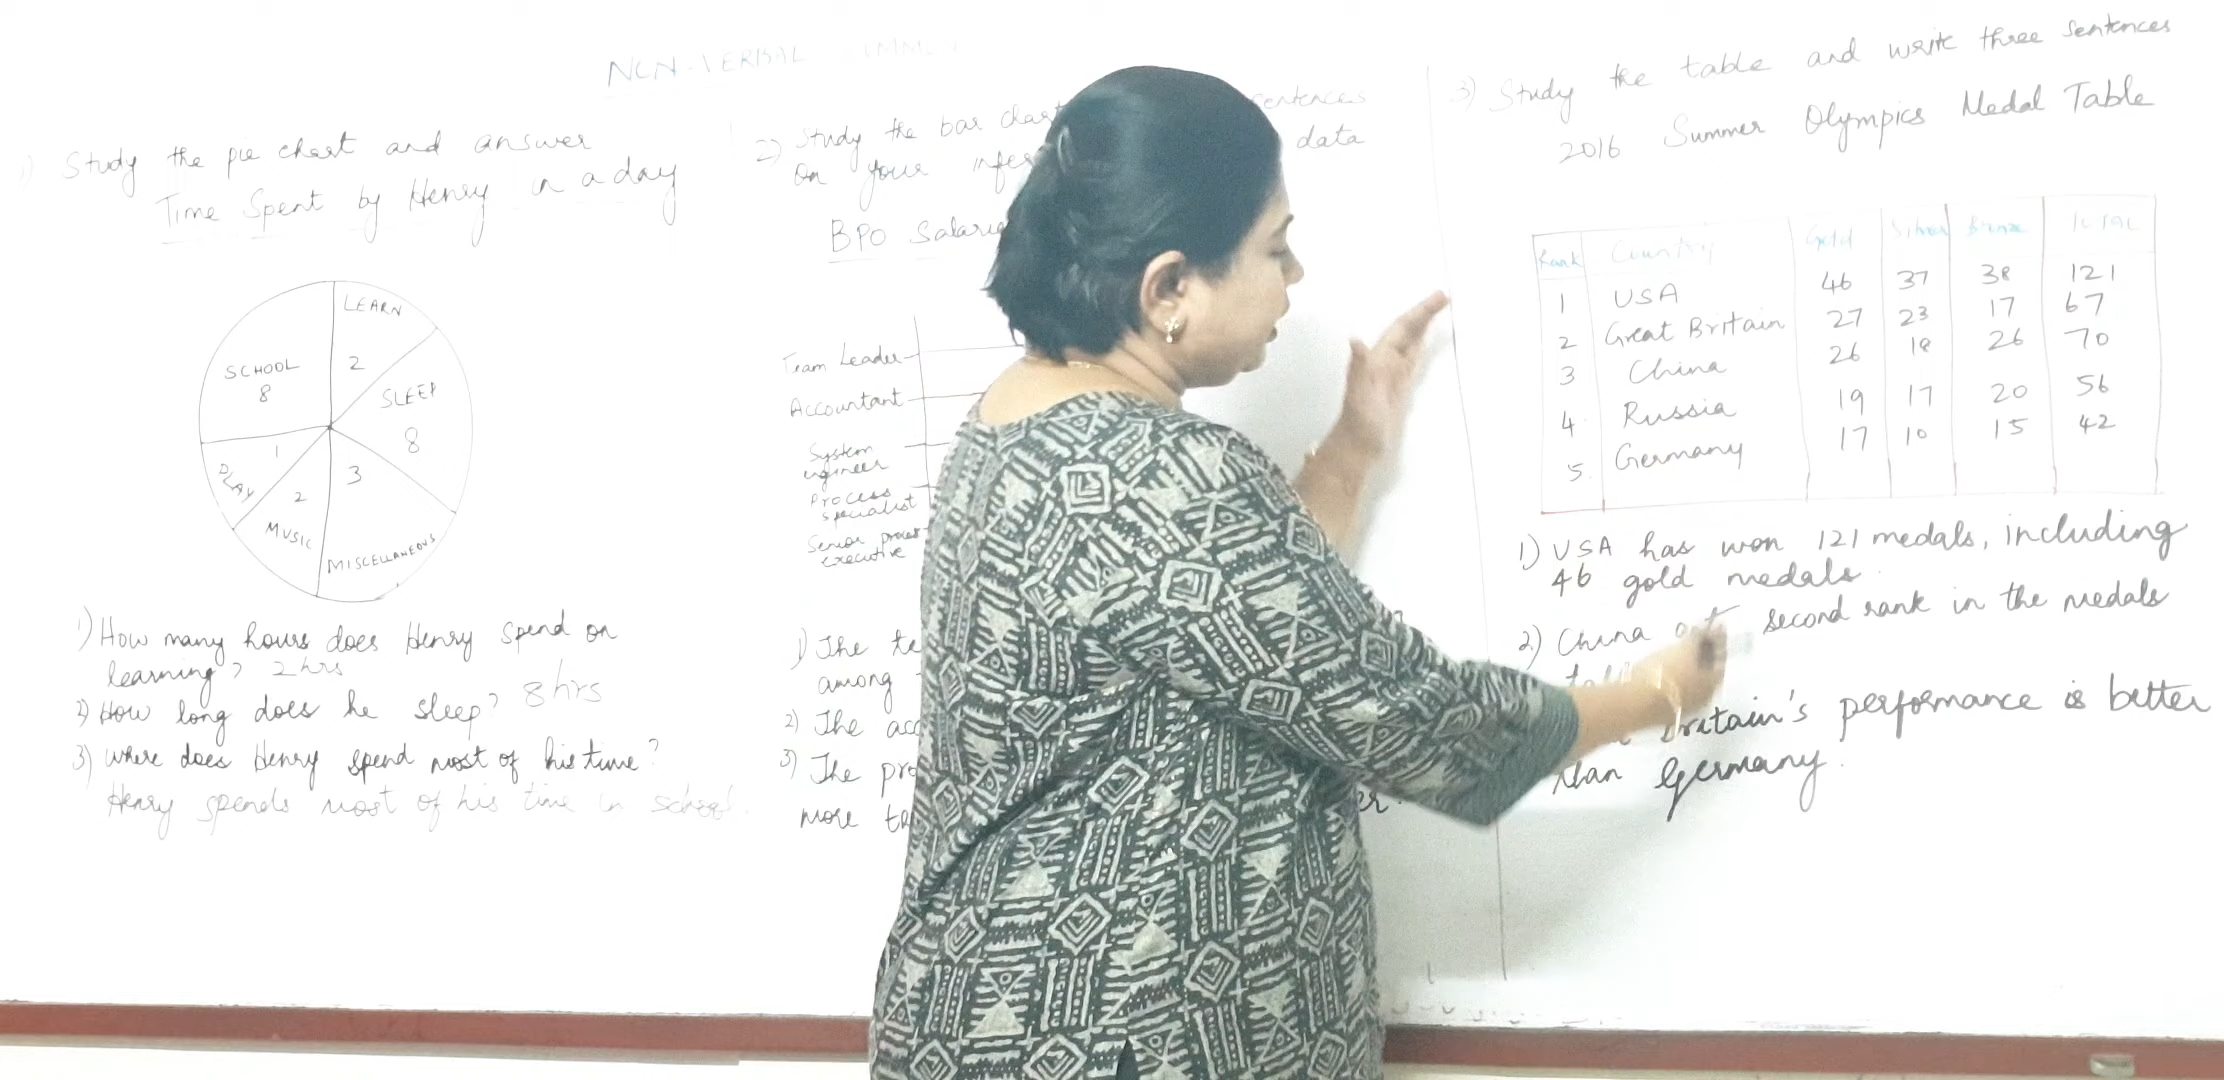 NON-VERBAL
1) Study the pie chart and answer
Time Spent by Henry in a day
LEARN
2
SCHOOL
8
SLEEP
8
1
PLAY
2
MUSIC
3
MISCELLANEOUS
1) How many hours does Henry spend on
learning? 2 hrs
2) How long does he sleep? 8 hrs
3) Where does Henry spend most of his time?
Henry spends most of his time in school.
2) Study the bar chart sentences
on your data
BPO
Team Leader
Accountant
System
engineer
Process
specialist
Senior process
executive
1) The
among
2) The
3) The
more
3) Study the table and write three sentences
2016 Summer Olympics Medal Table
Rank Country Gold Silver Bronze Total
1 USA 46 37 38 121
2 Great Britain 27 23 17 67
3 China 26 18 26 70
4. Russia 19 17 20 56
5. Germany 17 10 15 42
1) USA has won 121 medals, including
46 gold medals.
2) China second rank in the medals
Britain's performance is better
than Germany.